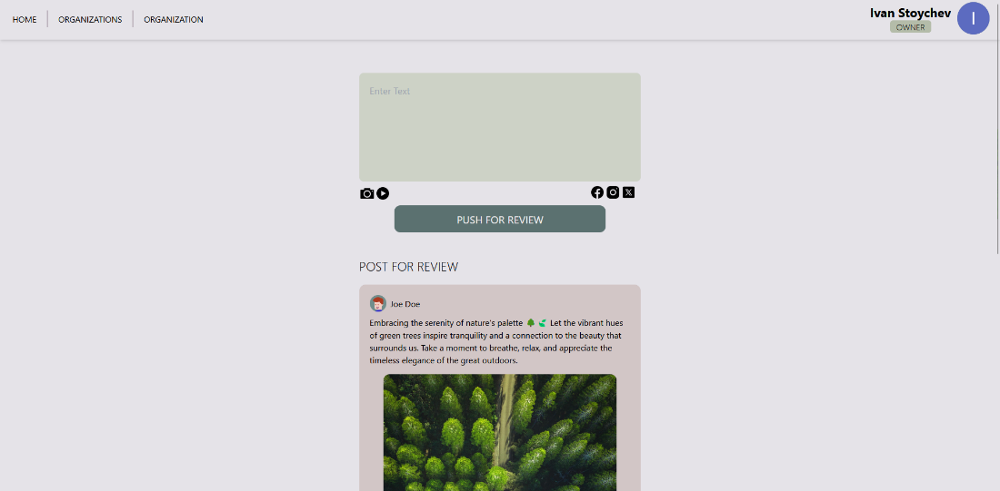 HOME
ORGANIZATIONS
ORGANIZATION
Ivan Stoychev
OWNER
I
Enter Text
PUSH FOR REVIEW
POST FOR REVIEW
Joe Doe
Embracing the serenity of nature's palette 🌳 🍃 Let the vibrant hues
of green trees inspire tranquility and a connection to the beauty that
surrounds us. Take a moment to breathe, relax, and appreciate the
timeless elegance of the great outdoors.